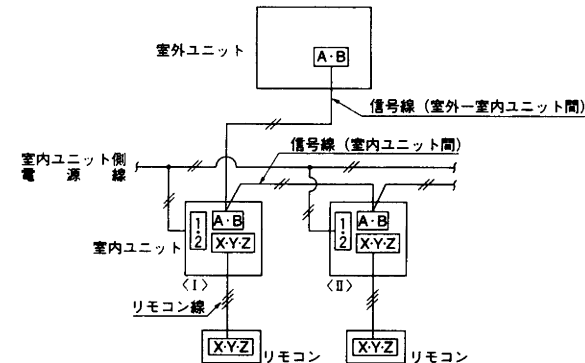 室外ユニット
A·B
信号線（室外ー室内ユニット間）
信号線（室内ユニット間）
室内ユニット側
電源線
1·2
A·B
X·Y·Z
室内ユニット
〈I〉
1·2
A·B
X·Y·Z
〈II〉
リモコン線
X·Y·Z
リモコン
X·Y·Z
リモコン